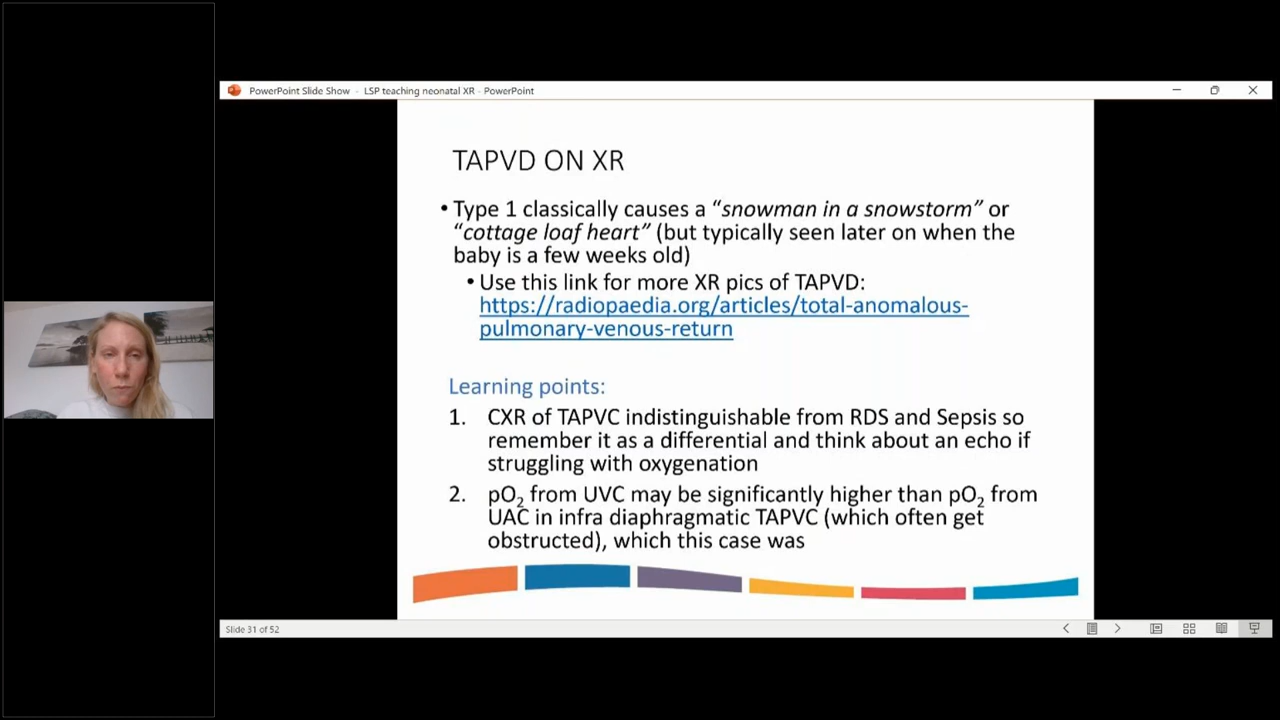 PowerPoint Slide Show - LSP teaching neonatal XR - PowerPoint
TAPVD ON XR
• Type 1 classically causes a “snowman in a snowstorm” or
“cottage loaf heart” (but typically seen later on when the
baby is a few weeks old)
• Use this link for more XR pics of TAPVD:
https://radiopaedia.org/articles/total-anomalous-
pulmonary-venous-return
Learning points:
1. CXR of TAPVC indistinguishable from RDS and Sepsis so
remember it as a differential and think about an echo if
struggling with oxygenation
2. pO₂ from UVC may be significantly higher than pO₂ from
UAC in infra diaphragmatic TAPVC (which often get
obstructed), which this case was
Slide 31 of 52